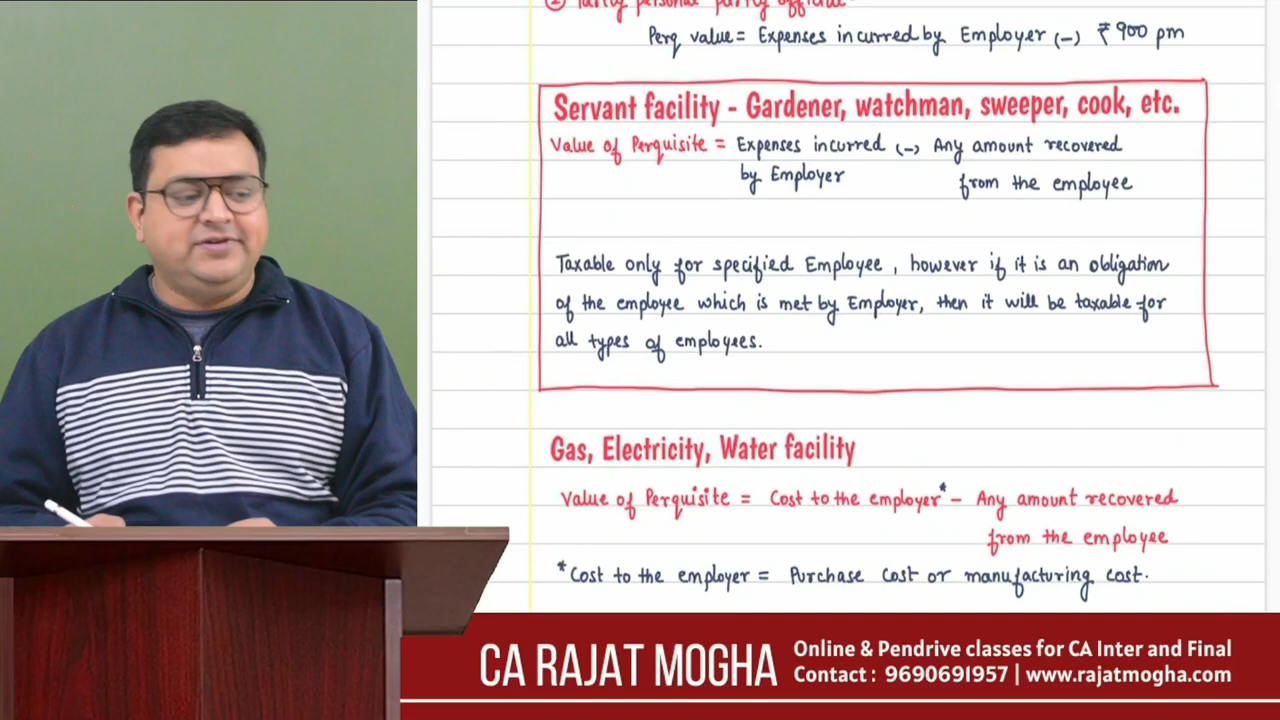 ② Partly personal partly official
Perq value = Expenses incurred by Employer (-) ₹900 pm
Servant facility - Gardener, watchman, sweeper, cook, etc.
Value of Perquisite = Expenses incurred (-) Any amount recovered
by Employer from the employee
Taxable only for specified Employee, however if it is an obligation
of the employee which is met by Employer, then it will be taxable for
all types of employees.
Gas, Electricity, Water facility
Value of Perquisite = Cost to the employer* - Any amount recovered
from the employee
*Cost to the employer = Purchase cost or manufacturing cost.
CA RAJAT MOGHA
Online & Pendrive classes for CA Inter and Final
Contact : 9690691957 | www.rajatmogha.com